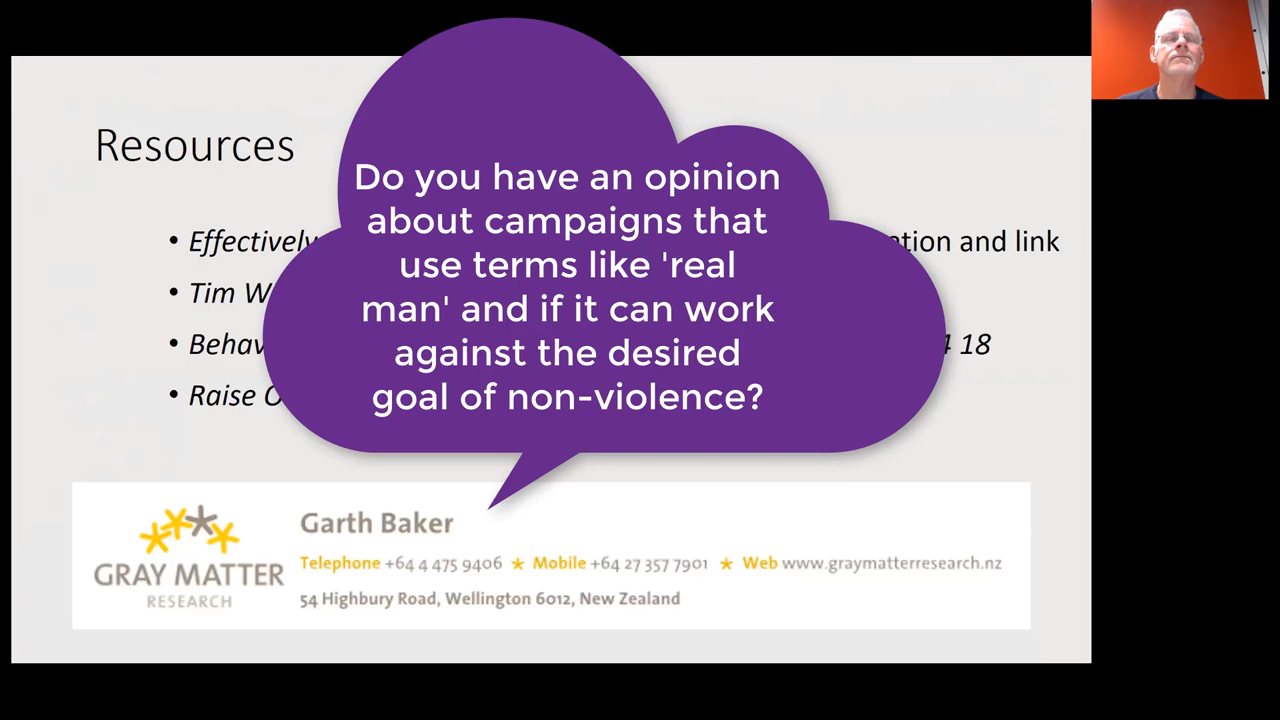 Resources
Do you have an opinion
about campaigns that
use terms like 'real
man' and if it can work
against the desired
goal of non-violence?
• Effectively and link
• Tim
• 18
• Raise
GRAY MATTER
RESEARCH
Garth Baker
Telephone +64 4 475 9406 ★ Mobile +64 27 357 7901 ★ Web www.graymatterresearch.nz
54 Highbury Road, Wellington 6012, New Zealand